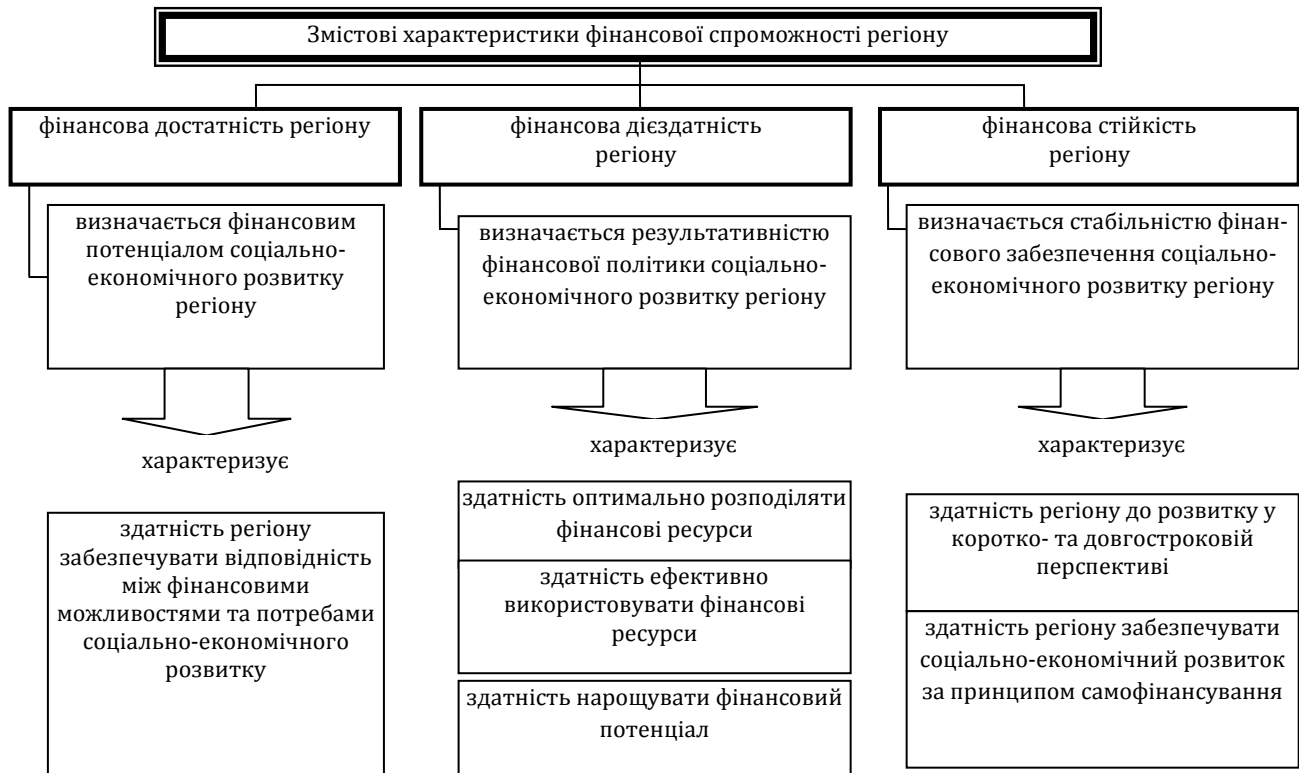 Змістові характеристики фінансової спроможності регіону
фінансова достатність регіону
фінансова дієздатність
регіону
фінансова стійкість
регіону
визначається фінансовим
потенціалом соціально-
економічного розвитку
регіону
визначається результативністю
фінансової політики соціально-
економічного розвитку регіону
визначається стабільністю фінан-
сового забезпечення соціально-
економічного розвитку регіону
характеризує
характеризує
характеризує
здатність регіону
забезпечувати відповідність
між фінансовими
можливостями та потребами
соціально-економічного
розвитку
здатність оптимально розподіляти
фінансові ресурси
здатність ефективно
використовувати фінансові
ресурси
здатність нарощувати фінансовий
потенціал
здатність регіону до розвитку у
коротко- та довгостроковій
перспективі
здатність регіону забезпечувати
соціально-економічний розвиток
за принципом самофінансування